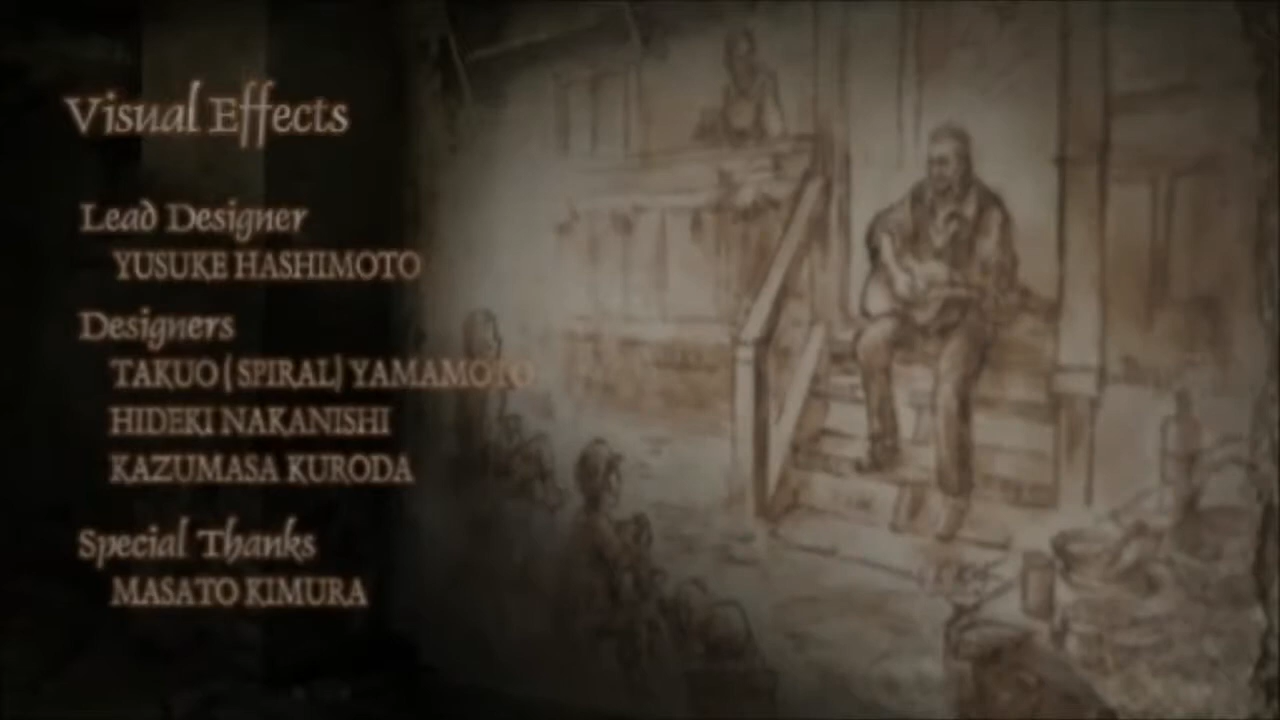 Visual Effects
Lead Designer
YUSUKE HASHIMOTO
Designers
TAKUO (SPIRAL) YAMAMOTO
HIDEKI NAKANISHI
KAZUMASA KURODA
Special Thanks
MASATO KIMURA